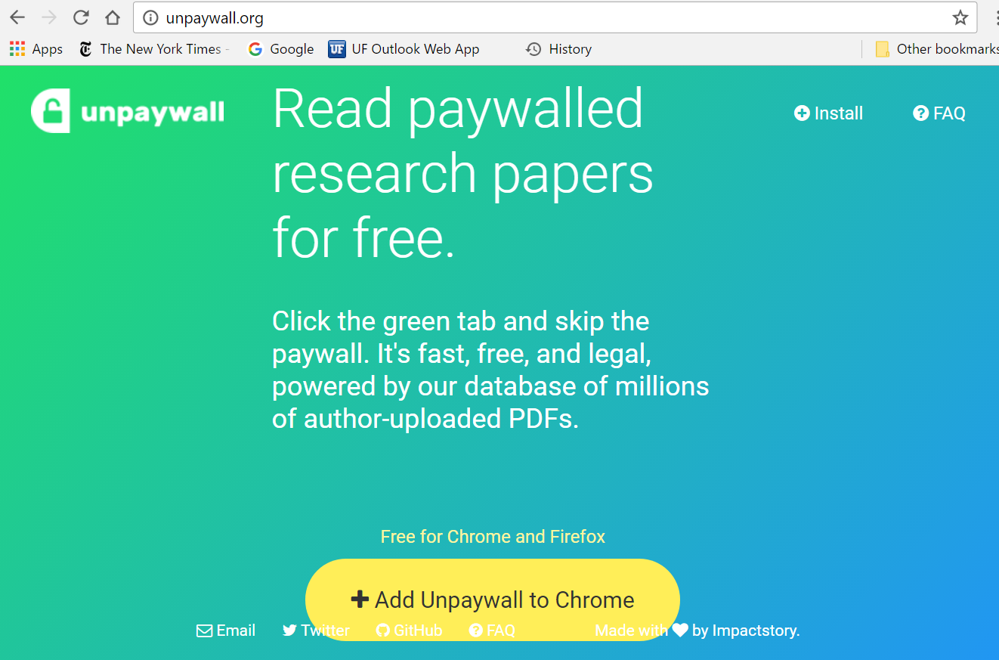 unpaywall.org
Apps The New York Times - Google UF UF Outlook Web App History Other bookmarks
unpaywall
Install FAQ
Read paywalled
research papers
for free.
Click the green tab and skip the
paywall. It's fast, free, and legal,
powered by our database of millions
of author-uploaded PDFs.
Free for Chrome and Firefox
Add Unpaywall to Chrome
Email Twitter GitHub FAQ Made with by Impactstory.